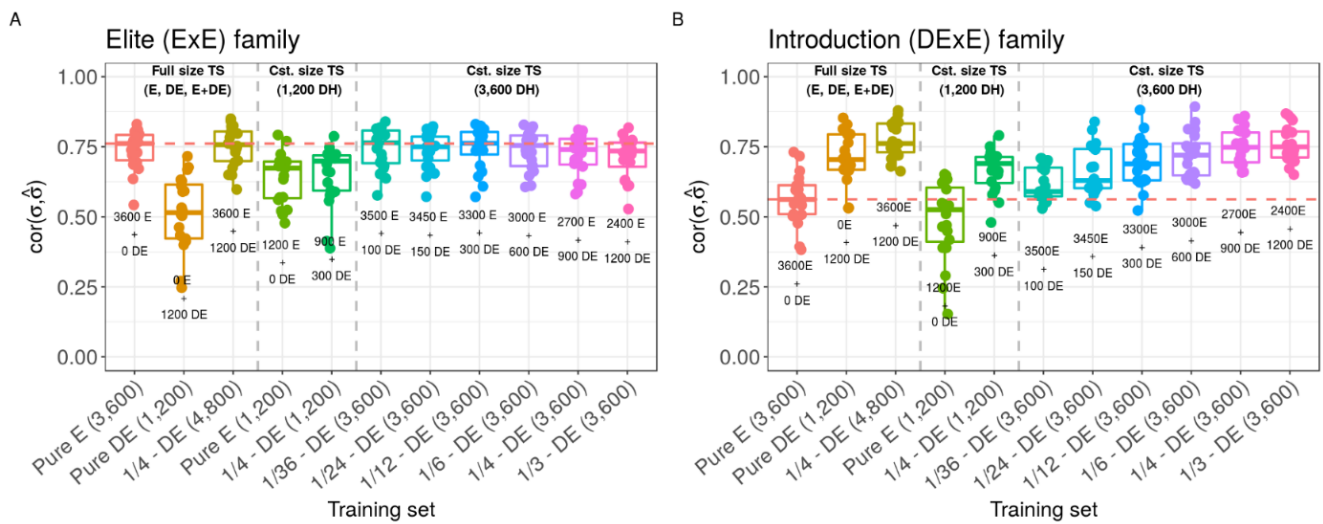 A
Elite (ExE) family
Full size TS
(E, DE, E+DE)
Cst. size TS
(1,200 DH)
Cst. size TS
(3,600 DH)
cor(σ,σ̂)
1.00
0.75
0.50
0.25
0.00
3600 E
+
0 DE
0 E
+
1200 DE
3600 E
+
1200 DE
1200 E
+
0 DE
900 E
+
300 DE
3500 E
+
100 DE
3450 E
+
150 DE
3300 E
+
300 DE
3000 E
+
600 DE
2700 E
+
900 DE
2400 E
+
1200 DE
Pure E (3,600)
Pure DE (1,200)
1/4 - DE (4,800)
Pure E (1,200)
1/4 - DE (1,200)
1/36 - DE (3,600)
1/24 - DE (3,600)
1/12 - DE (3,600)
1/6 - DE (3,600)
1/4 - DE (3,600)
1/3 - DE (3,600)
Training set
B
Introduction (DExE) family
Full size TS
(E, DE, E+DE)
Cst. size TS
(1,200 DH)
Cst. size TS
(3,600 DH)
cor(σ,σ̂)
1.00
0.75
0.50
0.25
0.00
3600E
+
0 DE
0E
+
1200 DE
3600E
+
1200 DE
1200E
+
0 DE
900E
+
300 DE
3500E
+
100 DE
3450E
+
150 DE
3300E
+
300 DE
3000E
+
600 DE
2700E
+
900 DE
2400E
+
1200 DE
Pure E (3,600)
Pure DE (1,200)
1/4 - DE (4,800)
Pure E (1,200)
1/4 - DE (1,200)
1/36 - DE (3,600)
1/24 - DE (3,600)
1/12 - DE (3,600)
1/6 - DE (3,600)
1/4 - DE (3,600)
1/3 - DE (3,600)
Training set